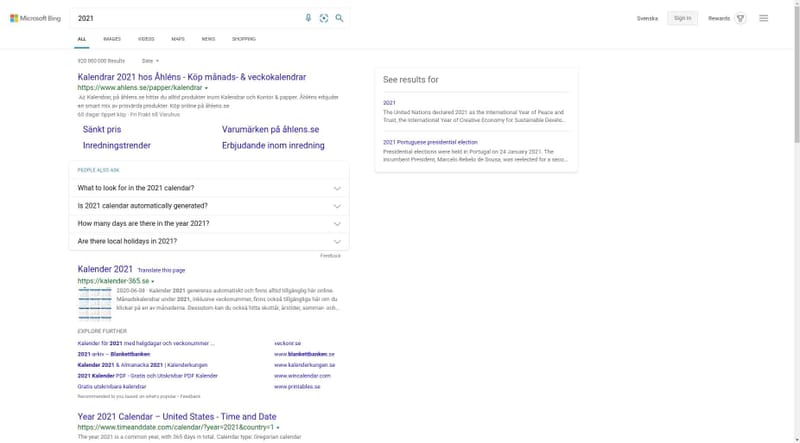 Microsoft Bing
2021
Svenska
Sign in
Rewards
ALL
IMAGES
VIDEOS
MAPS
NEWS
SHOPPING
920 000 000 Results
Date
Kalendrar 2021 hos Åhléns - Köp månads- & veckokalendrar
https://www.ahlens.se/papper/kalendrar
Ad Kalendrar, på åhlens.se hittar du alltid produkter inom Kalendrar och Kontor & papper. Åhlens erbjuder
en smart mix av prisvärda produkter. Köp online på åhlens.se
60 dagar öppet köp · Fri Frakt till Varuhus
Sänkt pris
Varumärken på åhlens.se
Inredningstrender
Erbjudande inom inredning
PEOPLE ALSO ASK
What to look for in the 2021 calendar?
Is 2021 calendar automatically generated?
How many days are there in the year 2021?
Are there local holidays in 2021?
Feedback
Kalender 2021 Translate this page
https://kalender-365.se
2020-06-08 · Kalender 2021 genereras automatiskt och finns alltid tillgänglig här online.
Månadskalendrar under 2021, inklusive veckonummer, finns också tillgängliga här om du
klickar på en av månaderna. Dessutom kan du också hitta skottår, årstider, sommar- och...
EXPLORE FURTHER
Kalender för 2021 med helgdagar och veckonummer ...
veckonr.se
2021 arkiv – Blankettbanken
www.blankettbanken.se
Kalender 2021 & Almanacka 2021 | Kalenderkungen
www.kalenderkungen.se
2021 Kalender PDF - Gratis och Utskrivbar PDF Kalender
www.wincalendar.com
Gratis utskrivbara kalendrar
www.printables.se
Recommended to you based on what's popular • Feedback
Year 2021 Calendar – United States - Time and Date
https://www.timeanddate.com/calendar/?year=2021&country=1
The year 2021 is a common year, with 365 days in total. Calendar type: Gregorian calendar
See results for
2021
The United Nations declared 2021 as the International Year of Peace and
Trust, the International Year of Creative Economy for Sustainable Develo...
2021 Portuguese presidential election
Presidential elections were held in Portugal on 24 January 2021. The
incumbent President, Marcelo Rebelo de Sousa, was reelected for a seco...